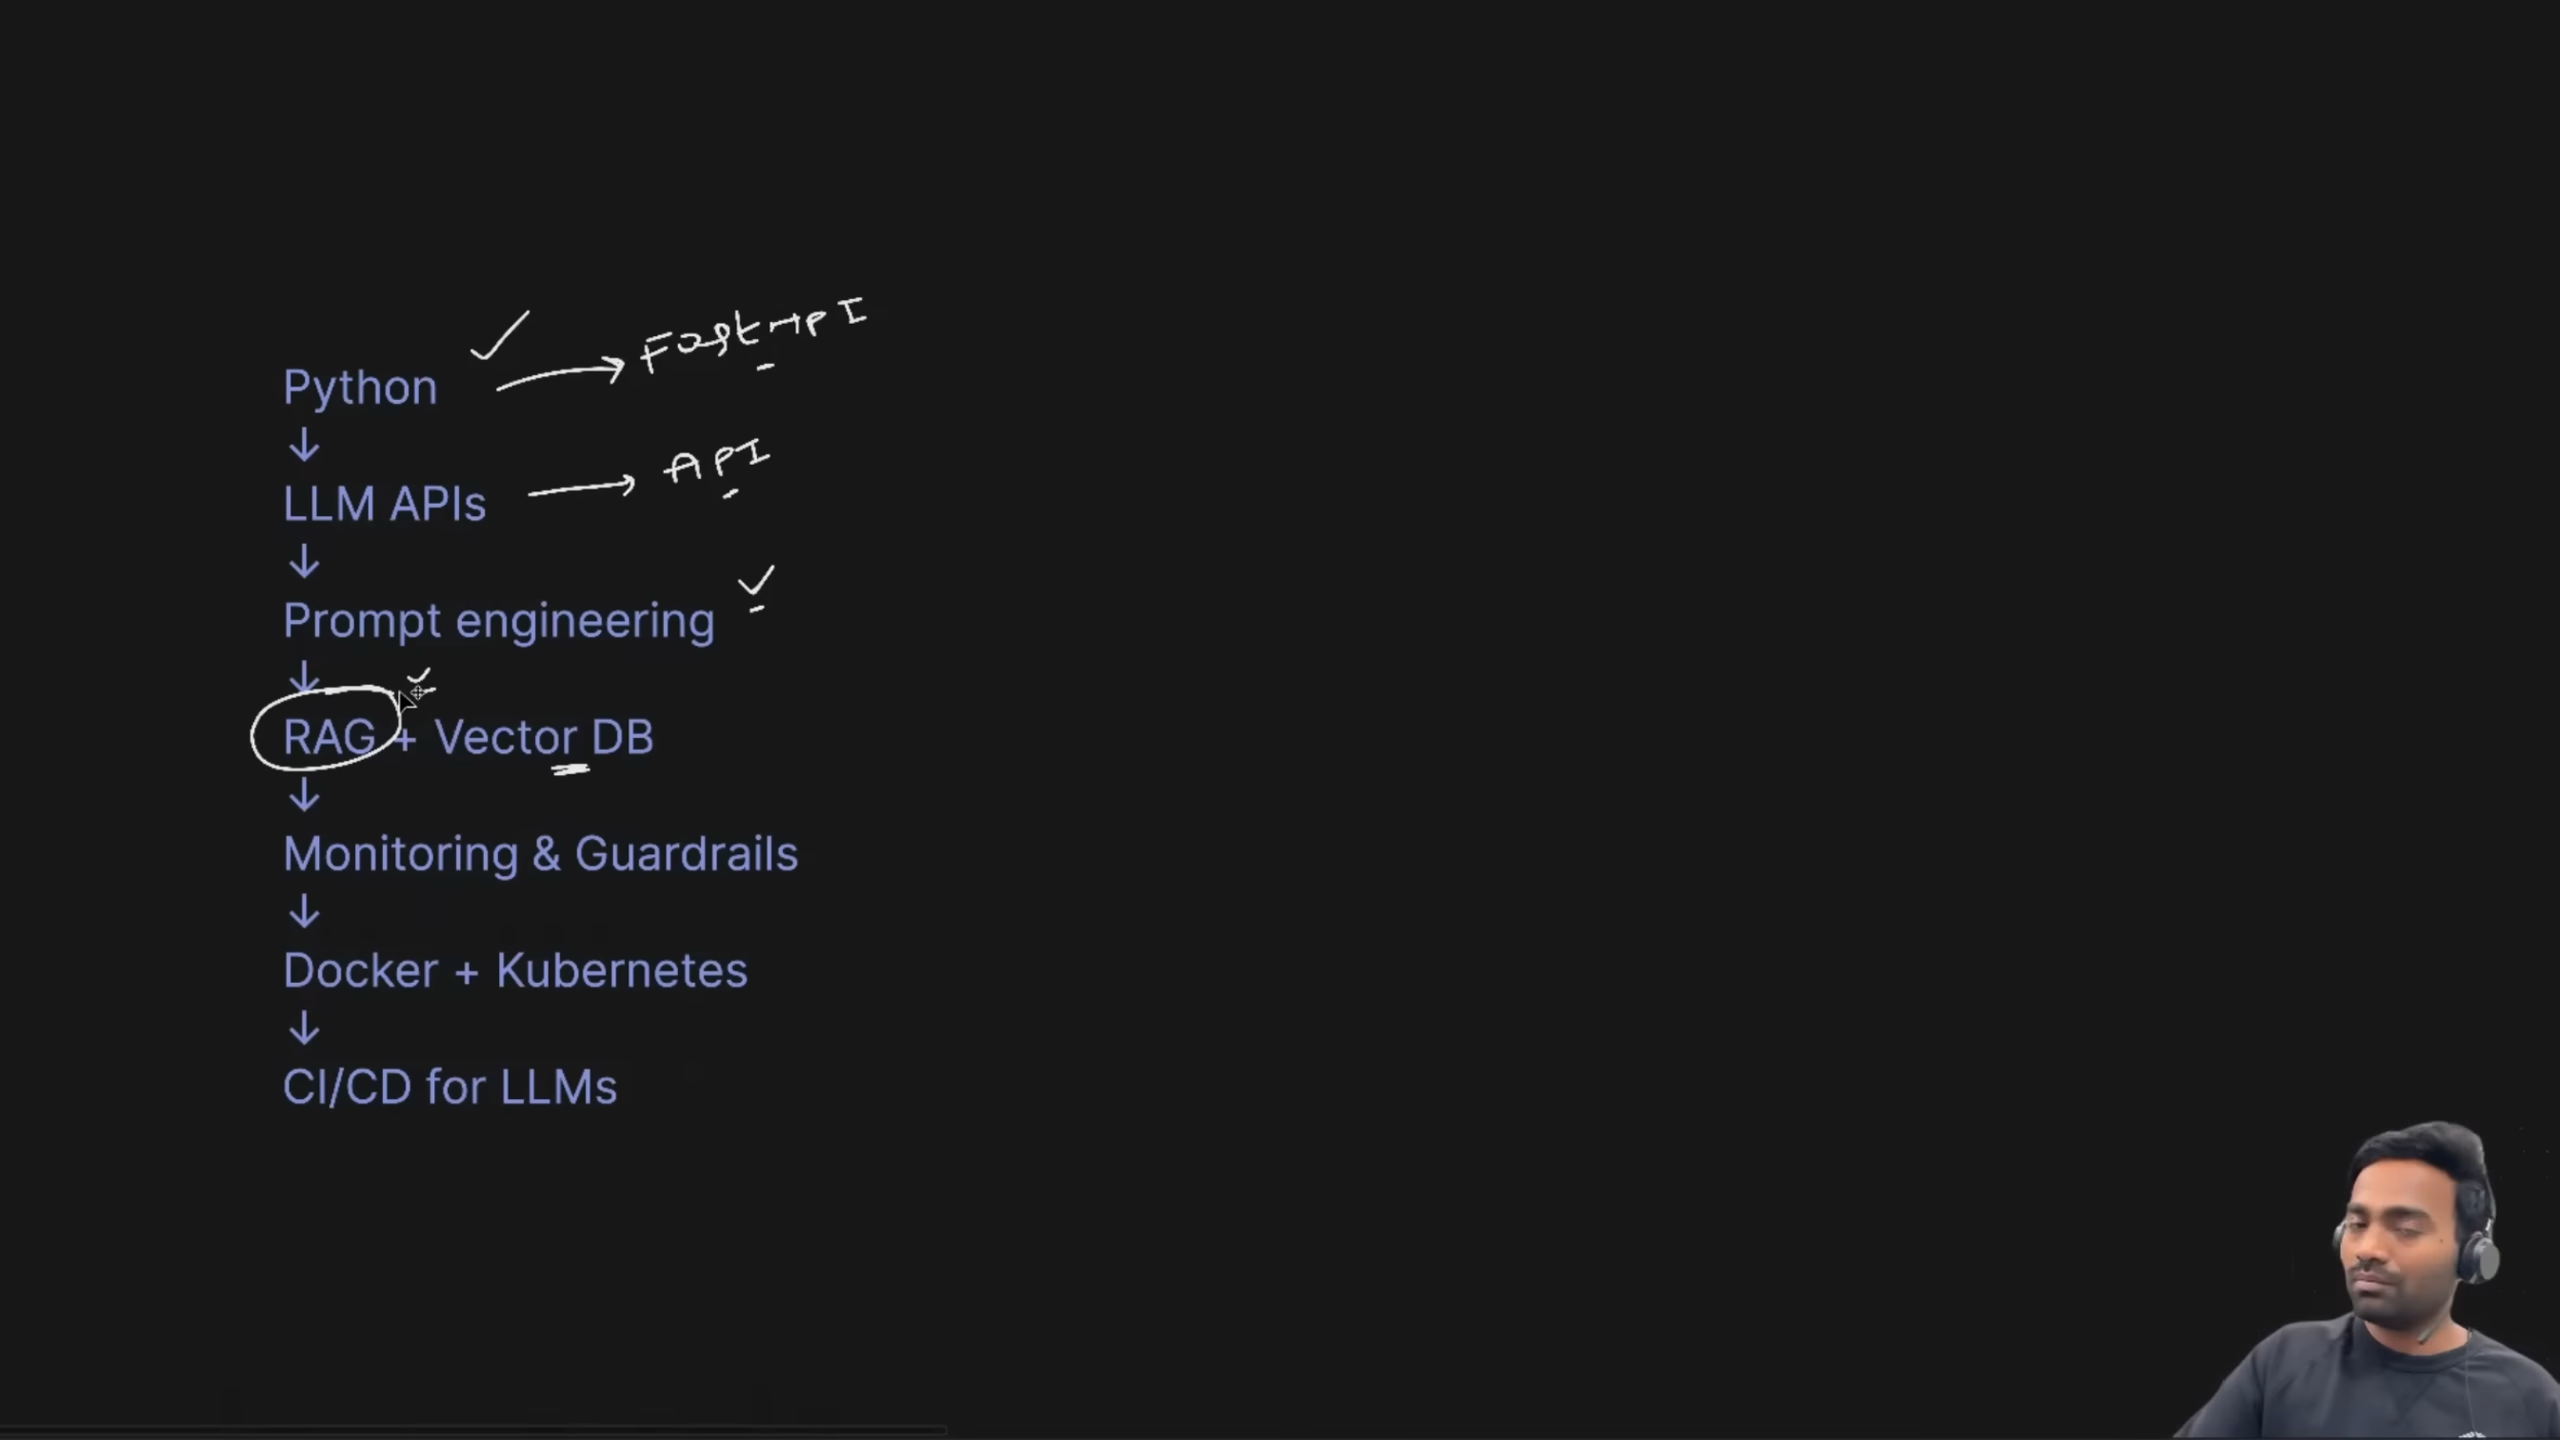 Python → FastAPI
↓
LLM APIs → API
↓
Prompt engineering
↓
RAG + Vector DB
↓
Monitoring & Guardrails
↓
Docker + Kubernetes
↓
CI/CD for LLMs